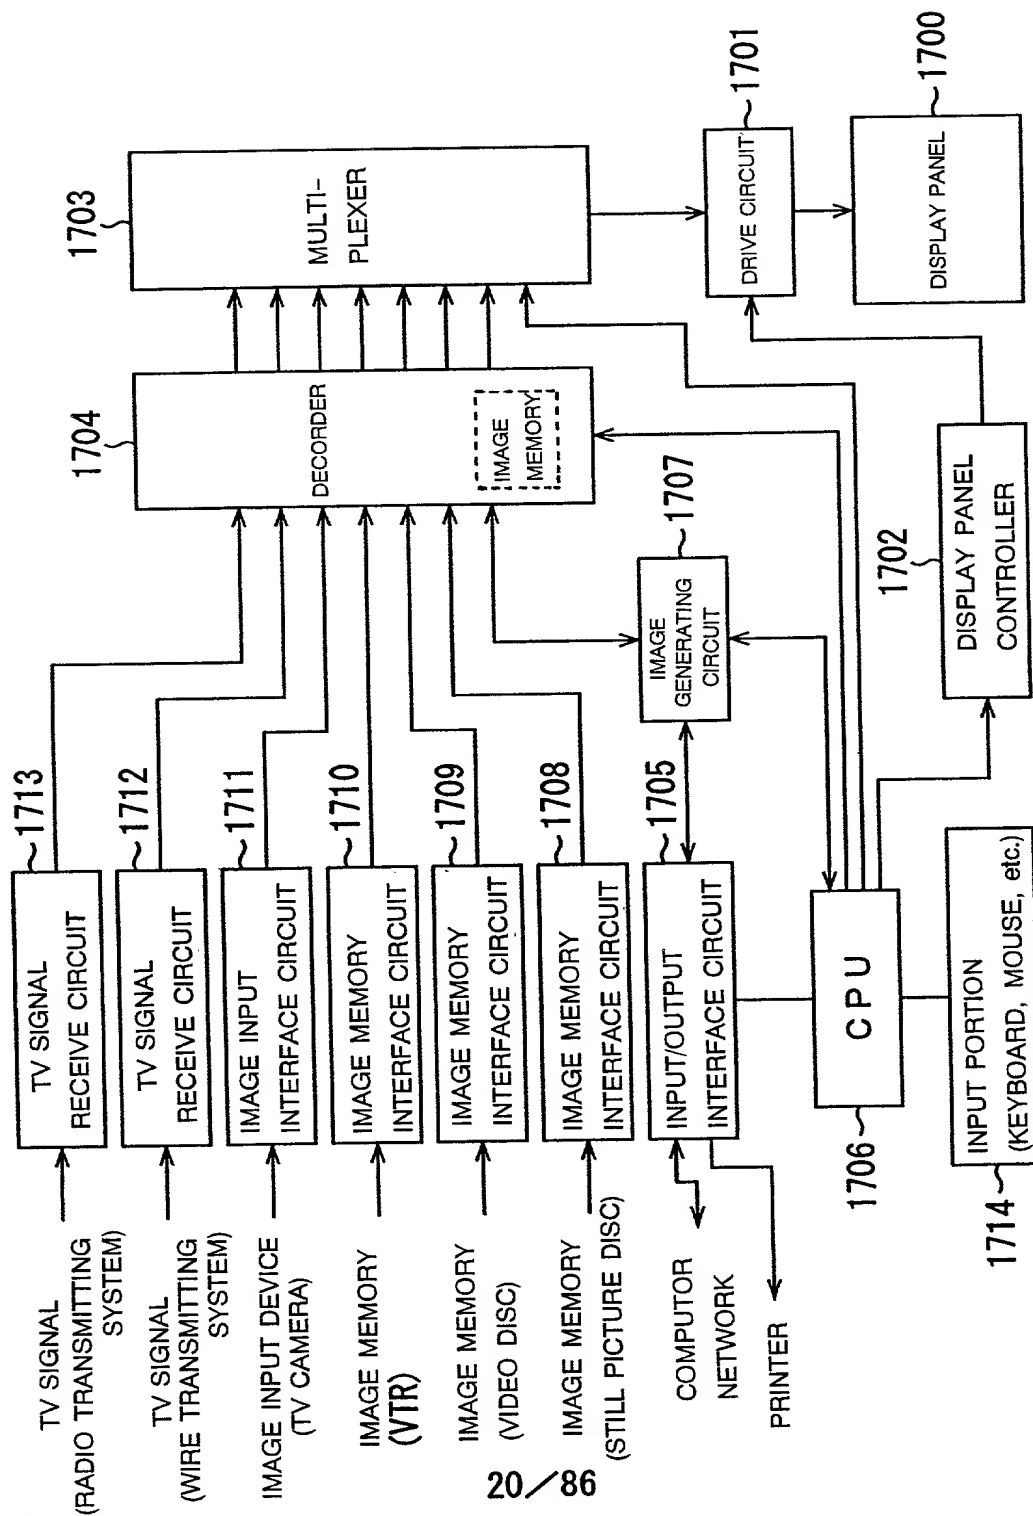 TV SIGNAL
(RADIO TRANSMITTING
SYSTEM)
TV SIGNAL
RECEIVE CIRCUIT
1713
TV SIGNAL
(WIRE TRANSMITTING
SYSTEM)
TV SIGNAL
RECEIVE CIRCUIT
1712
IMAGE INPUT DEVICE
(TV CAMERA)
IMAGE INPUT
INTERFACE CIRCUIT
1711
IMAGE MEMORY
(VTR)
IMAGE MEMORY
INTERFACE CIRCUIT
1710
IMAGE MEMORY
(VIDEO DISC)
IMAGE MEMORY
INTERFACE CIRCUIT
1709
IMAGE MEMORY
(STILL PICTURE DISC)
IMAGE MEMORY
INTERFACE CIRCUIT
1708
COMPUTOR
NETWORK
PRINTER
INPUT/OUTPUT
INTERFACE CIRCUIT
1705
IMAGE
GENERATING
CIRCUIT
1707
CPU
1706
INPUT PORTION
(KEYBOARD, MOUSE, etc.)
1714
1704
DECORDER
IMAGE
MEMORY
1703
MULTI-
PLEXER
1702
DISPLAY PANEL
CONTROLLER
DRIVE CIRCUIT
1701
DISPLAY PANEL
1700
20/86